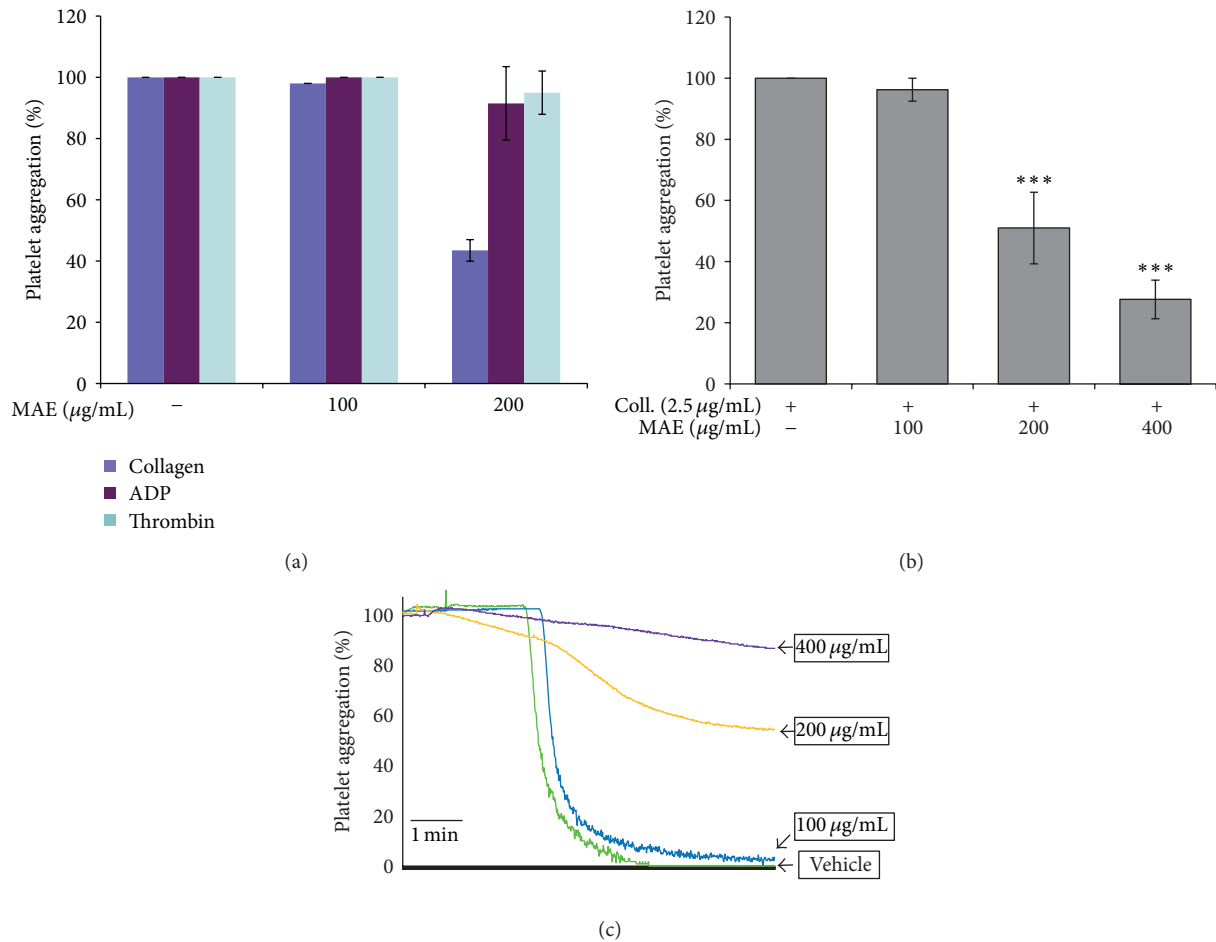 120
100
80
60
40
20
0
Platelet aggregation (%)
MAE (μg/mL)
− 100 200
Collagen
ADP
Thrombin
(a)
120
100
80
60
40
20
0
Platelet aggregation (%)
***
***
Coll. (2.5 μg/mL) + + + +
MAE (μg/mL) − 100 200 400
(b)
100
80
60
40
20
0
Platelet aggregation (%)
1 min
400 μg/mL
200 μg/mL
100 μg/mL
Vehicle
(c)